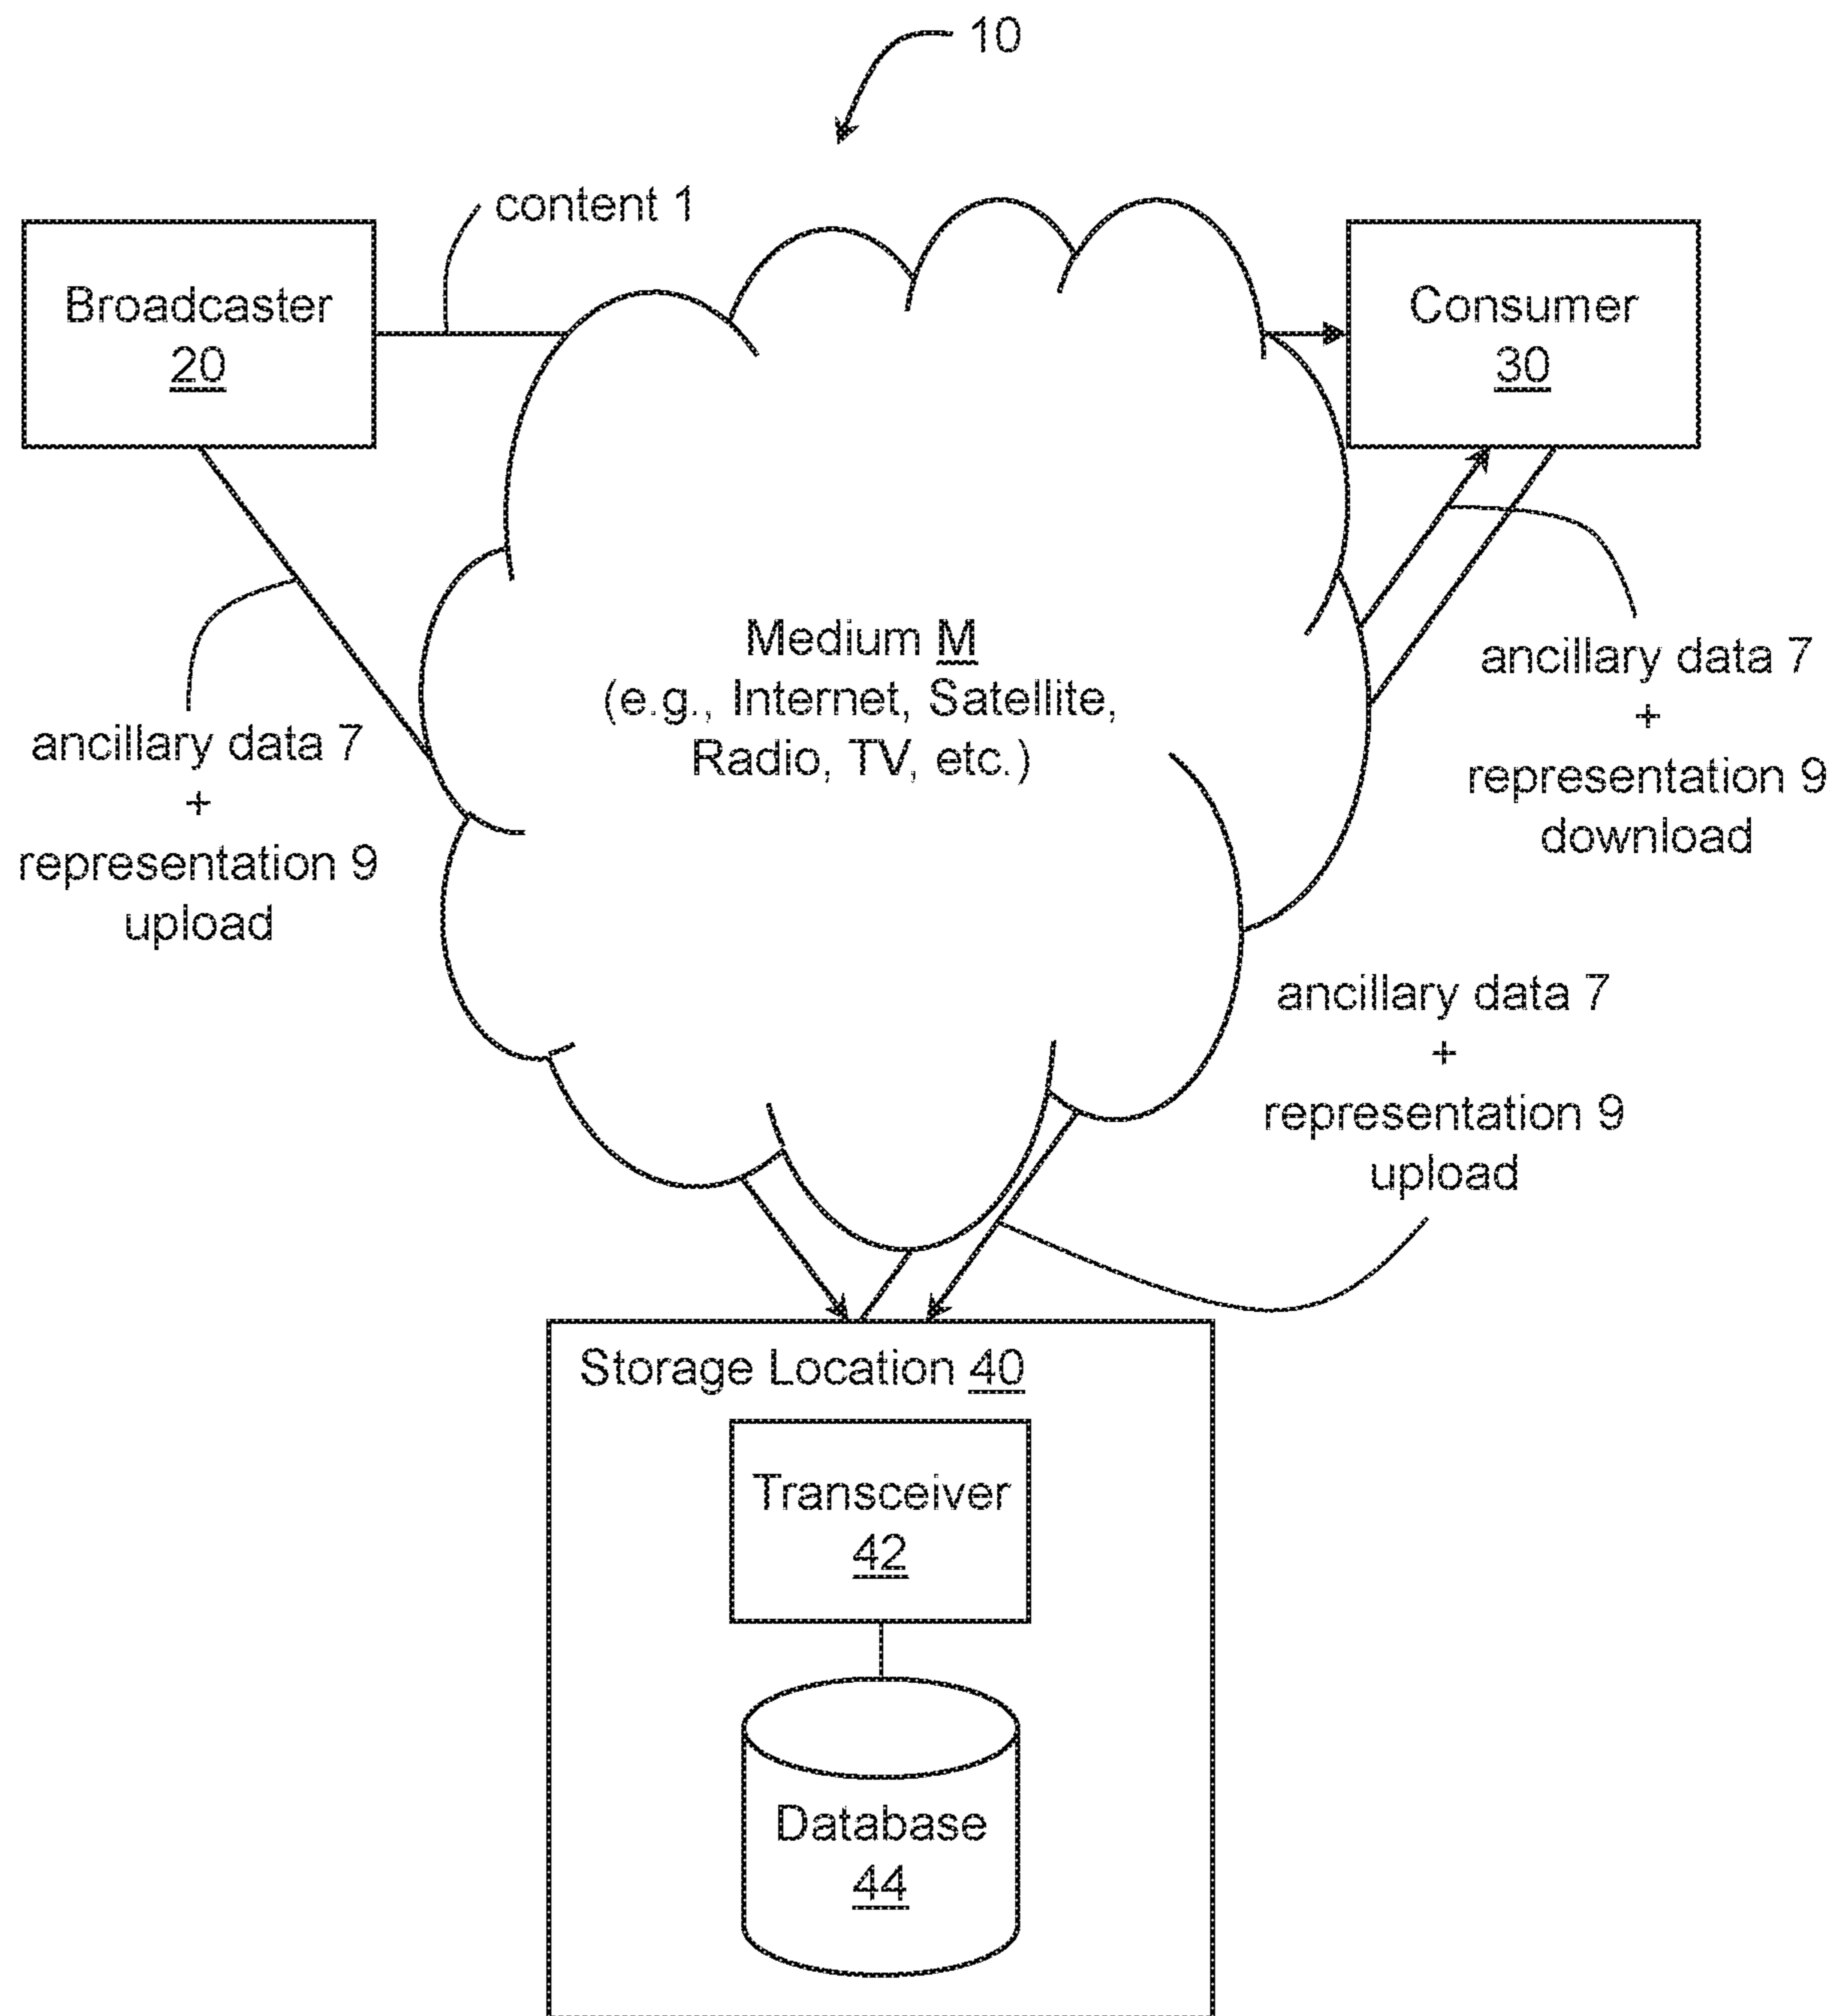 10
content 1
Broadcaster
20
Consumer
30
Medium M
(e.g., Internet, Satellite,
Radio, TV, etc.)
ancillary data 7
+
representation 9
upload
ancillary data 7
+
representation 9
download
ancillary data 7
+
representation 9
upload
Storage Location 40
Transceiver
42
Database
44